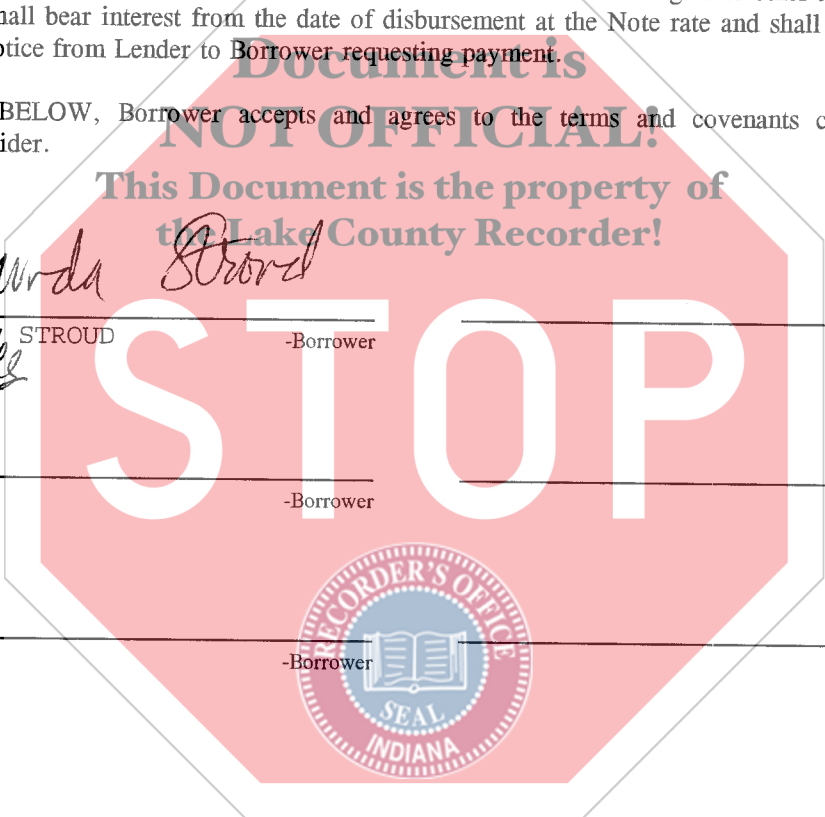 hall bear interest from the date of disbursement at the Note rate and shall
otice from Lender to Borrower requesting payment.
Document is
BELOW, Borrower accepts and agrees to the terms and covenants c
NOT OFFICIAL!
ider.
This Document is the property of
the Lake County Recorder!
Stroud
STROUD
-Borrower
STOP
-Borrower
RECORDER'S OFFICE
-Borrower
SEAL
INDIANA